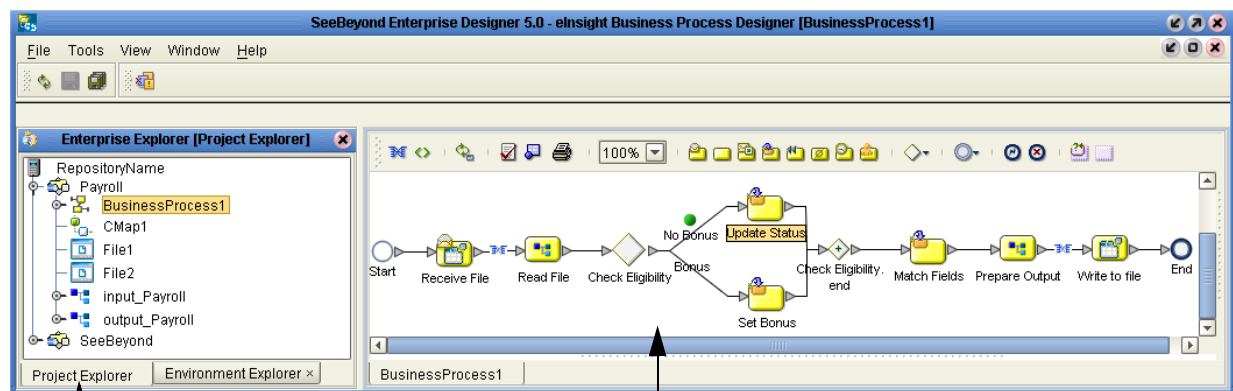 SeeBeyond Enterprise Designer 5.0 - eInsight Business Process Designer [BusinessProcess1]
File Tools View Window Help
Enterprise Explorer [Project Explorer]
RepositoryName
Payroll
BusinessProcess1
CMap1
File1
File2
input_Payroll
output_Payroll
SeeBeyond
Project Explorer
Environment Explorer ×
100%
Start
Receive File
Read File
Check Eligibility
No Bonus
Bonus
Update Status
Set Bonus
Check Eligibility.
end
Match Fields
Prepare Output
Write to file
End
BusinessProcess1